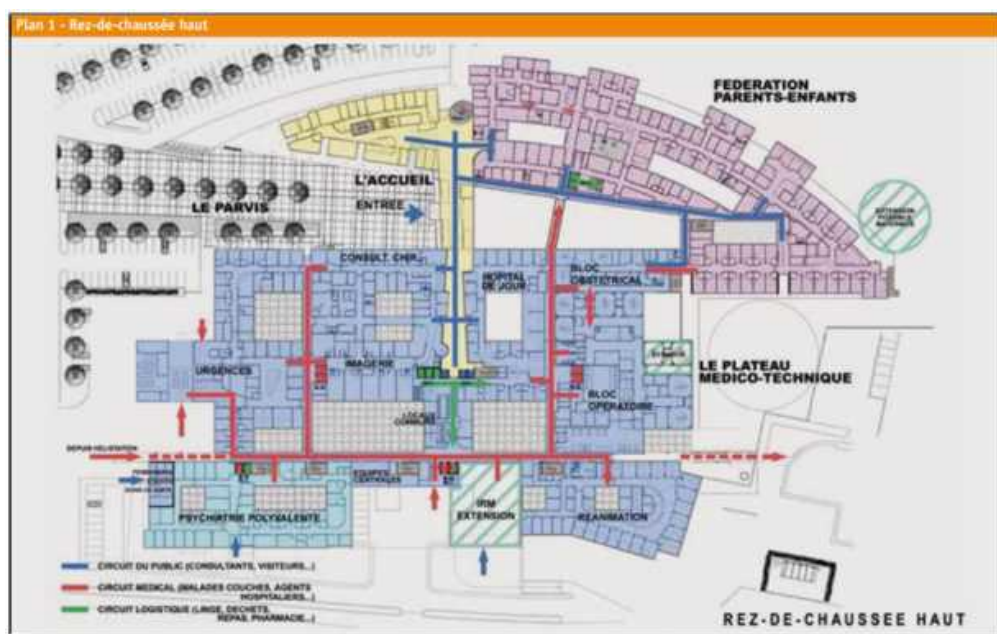 Plan 1 - Rez-de-chaussée haut
FEDERATION
PARENTS-ENFANTS
L'ACCUEIL
ENTREE
LE PARVIS
EXTENSION
CONSULT. CHIR.
HOPITAL
DE JOUR
BLOC
OBSTETRICAL
URGENCES
IMAGERIE
LE PLATEAU
MEDICO-TECHNIQUE
BLOC
OPERATOIRE
LOCAUX
COMMUNS
DEPUIS HELISTATION
EQUIPES
CENTRALES
PSYCHIATRIE POLYVALENTE
IRM
EXTENSION
REANIMATION
CIRCUIT DU PUBLIC (CONSULTANTS, VISITEURS...)
CIRCUIT MEDICAL (MALADES COUCHES, AGENTS
HOSPITALIERS...)
CIRCUIT LOGISTIQUE (LINGE, DECHETS,
REPAS, PHARMACIE...)
REZ-DE-CHAUSSEE HAUT